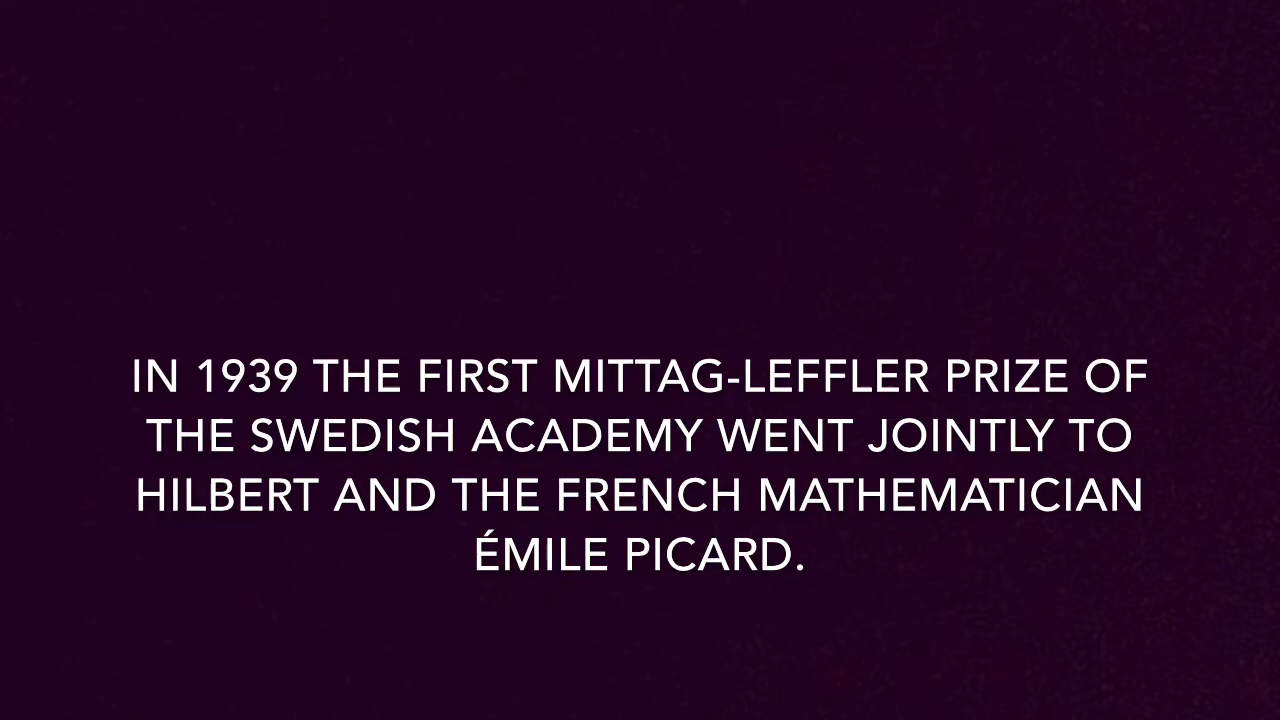 IN 1939 THE FIRST MITTAG-LEFFLER PRIZE OF
THE SWEDISH ACADEMY WENT JOINTLY TO
HILBERT AND THE FRENCH MATHEMATICIAN
ÉMILE PICARD.